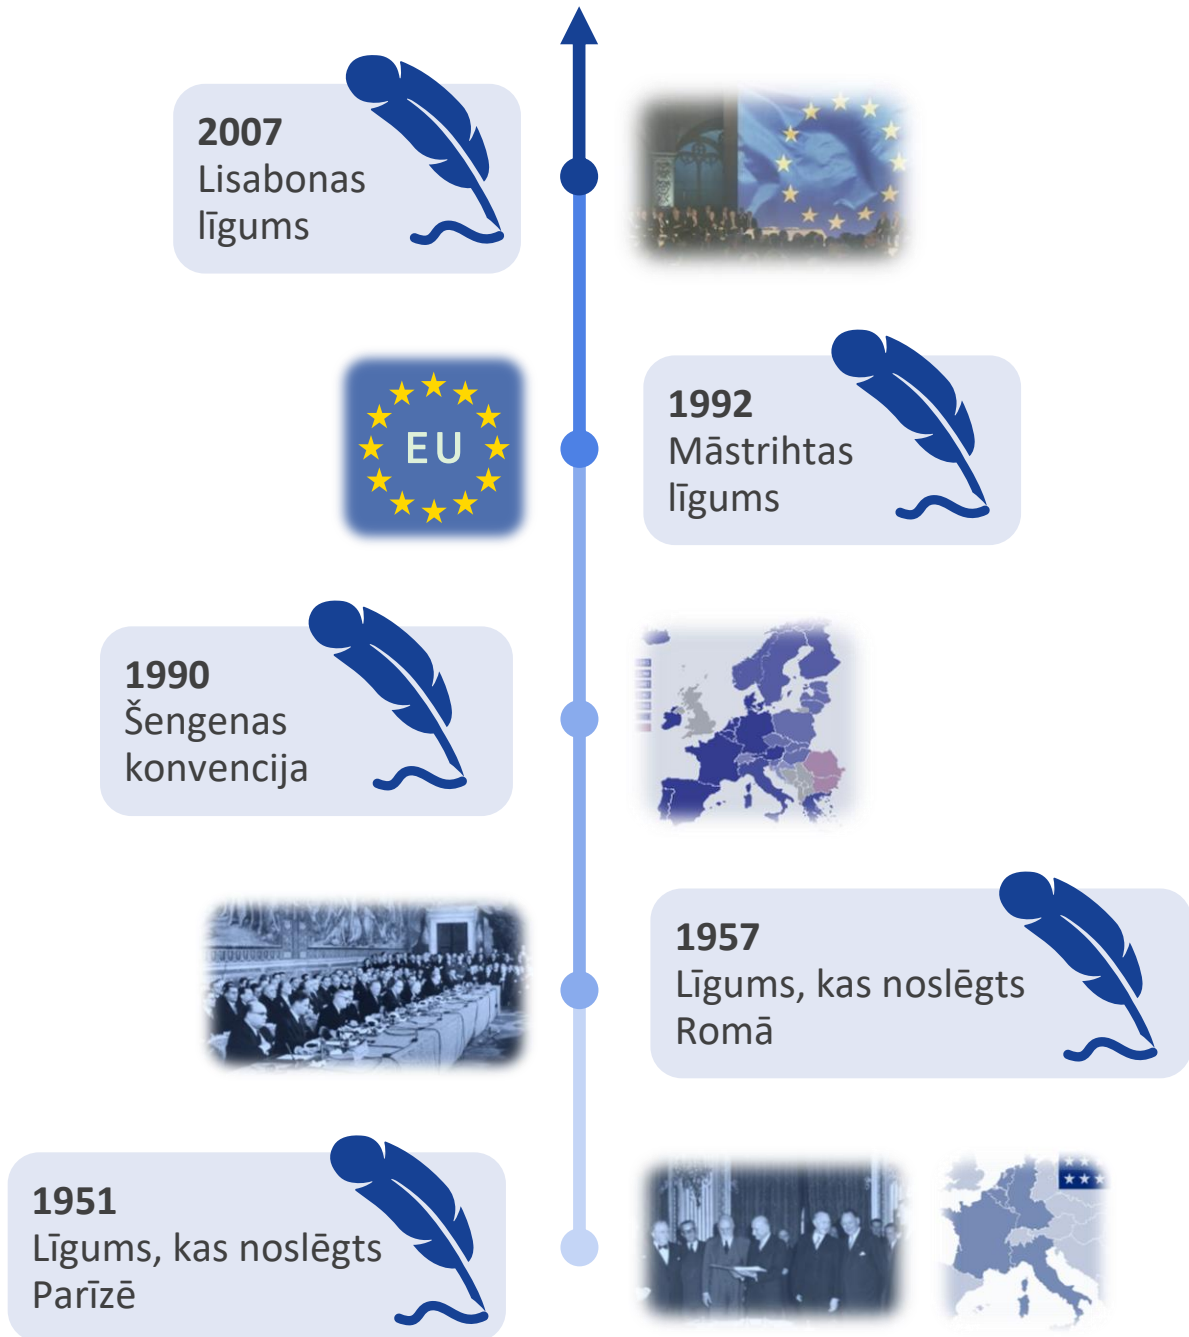 2007
Lisabonas
līgums
EU
1992
Māstrihtas
līgums
1990
Šengenas
konvencija
1957
Līgums, kas noslēgts
Romā
1951
Līgums, kas noslēgts
Parīzē